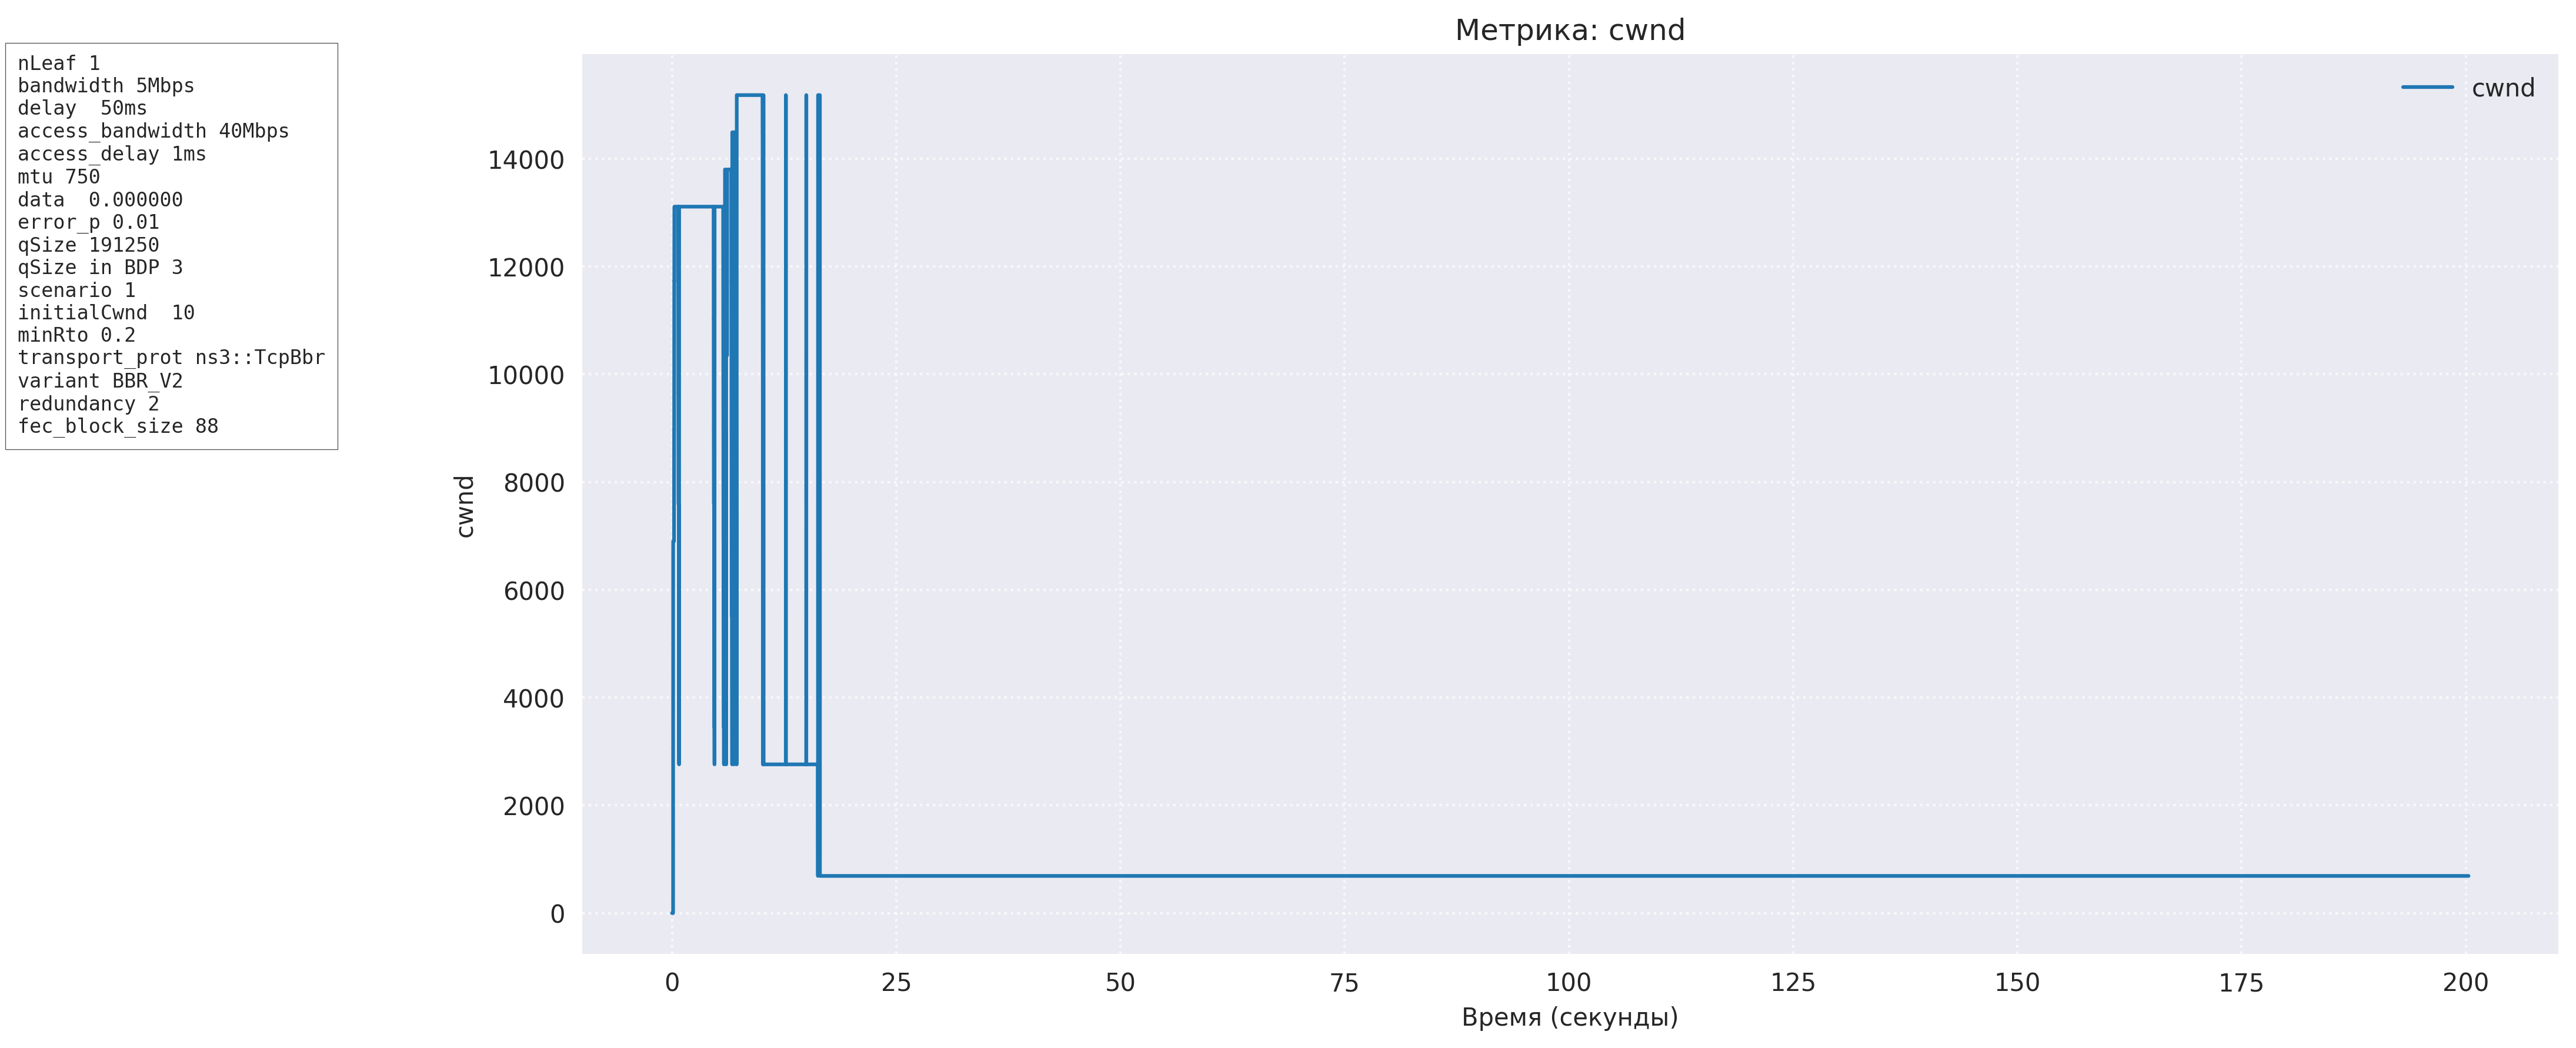 Метрика: cwnd
nLeaf 1
bandwidth 5Mbps
delay  50ms
access_bandwidth 40Mbps
access_delay 1ms
mtu 750
data  0.000000
error_p 0.01
qSize 191250
qSize in BDP 3
scenario 1
initialCwnd  10
minRto 0.2
transport_prot ns3::TcpBbr
variant BBR_V2
redundancy 2
fec_block_size 88
cwnd
cwnd
14000
12000
10000
8000
6000
4000
2000
0
0 25 50 75 100 125 150 175 200
Время (секунды)